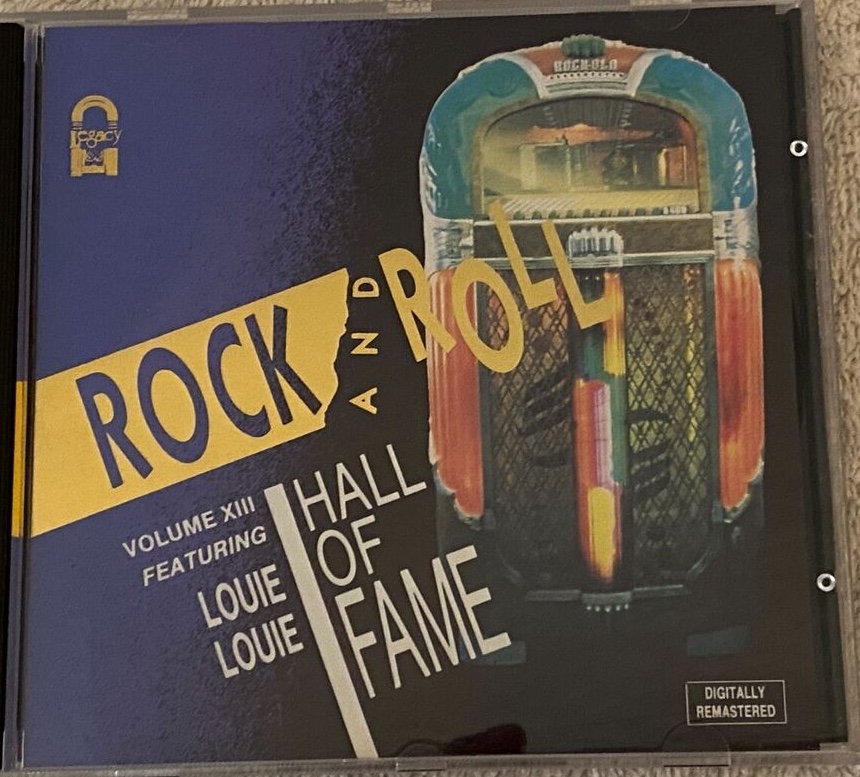 Legacy
ROCK-OLA
ROCK
AND
ROLL
HALL
OF
FAME
VOLUME XIII
FEATURING
LOUIE
LOUIE
DIGITALLY
REMASTERED